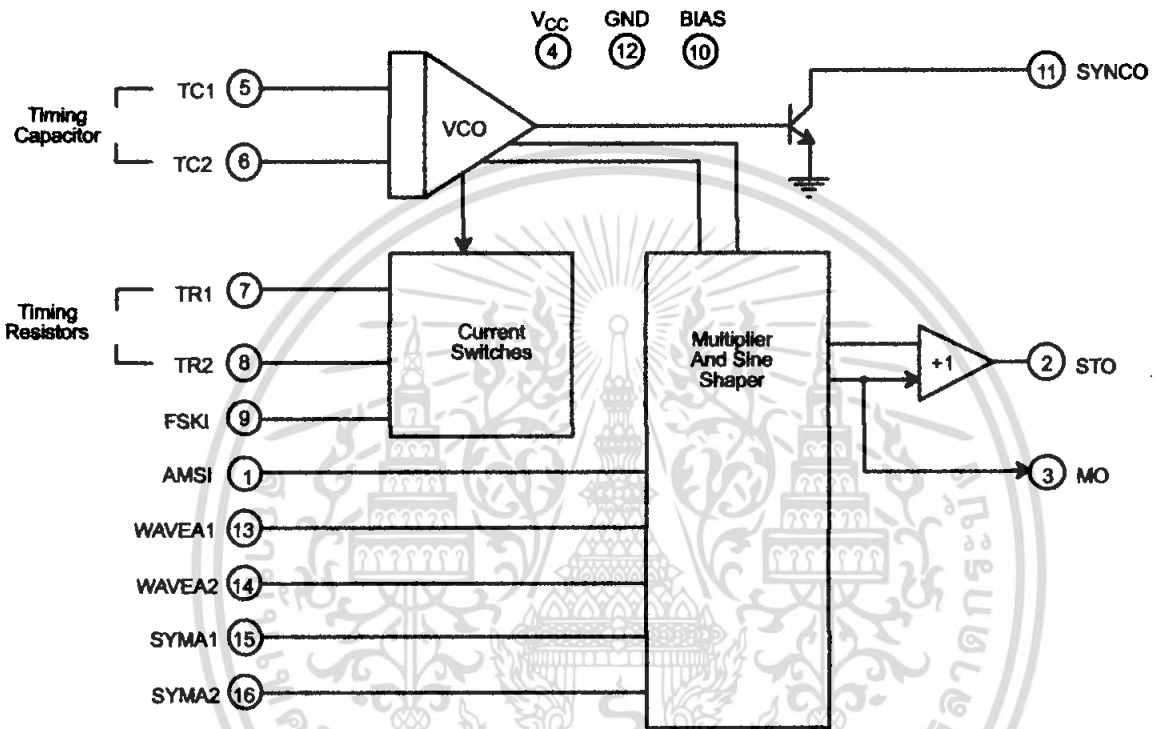 VCC GND BIAS
4 12 10
TC1 5
Timing
Capacitor
TC2 6
VCO
11 SYNCO
TR1 7
Timing
Resistors
TR2 8
FSKI 9
Current
Switches
Multiplier
And Sine
Shaper
+1
2 STO
3 MO
AMSI 1
WAVEA1 13
WAVEA2 14
SYMA1 15
SYMA2 16